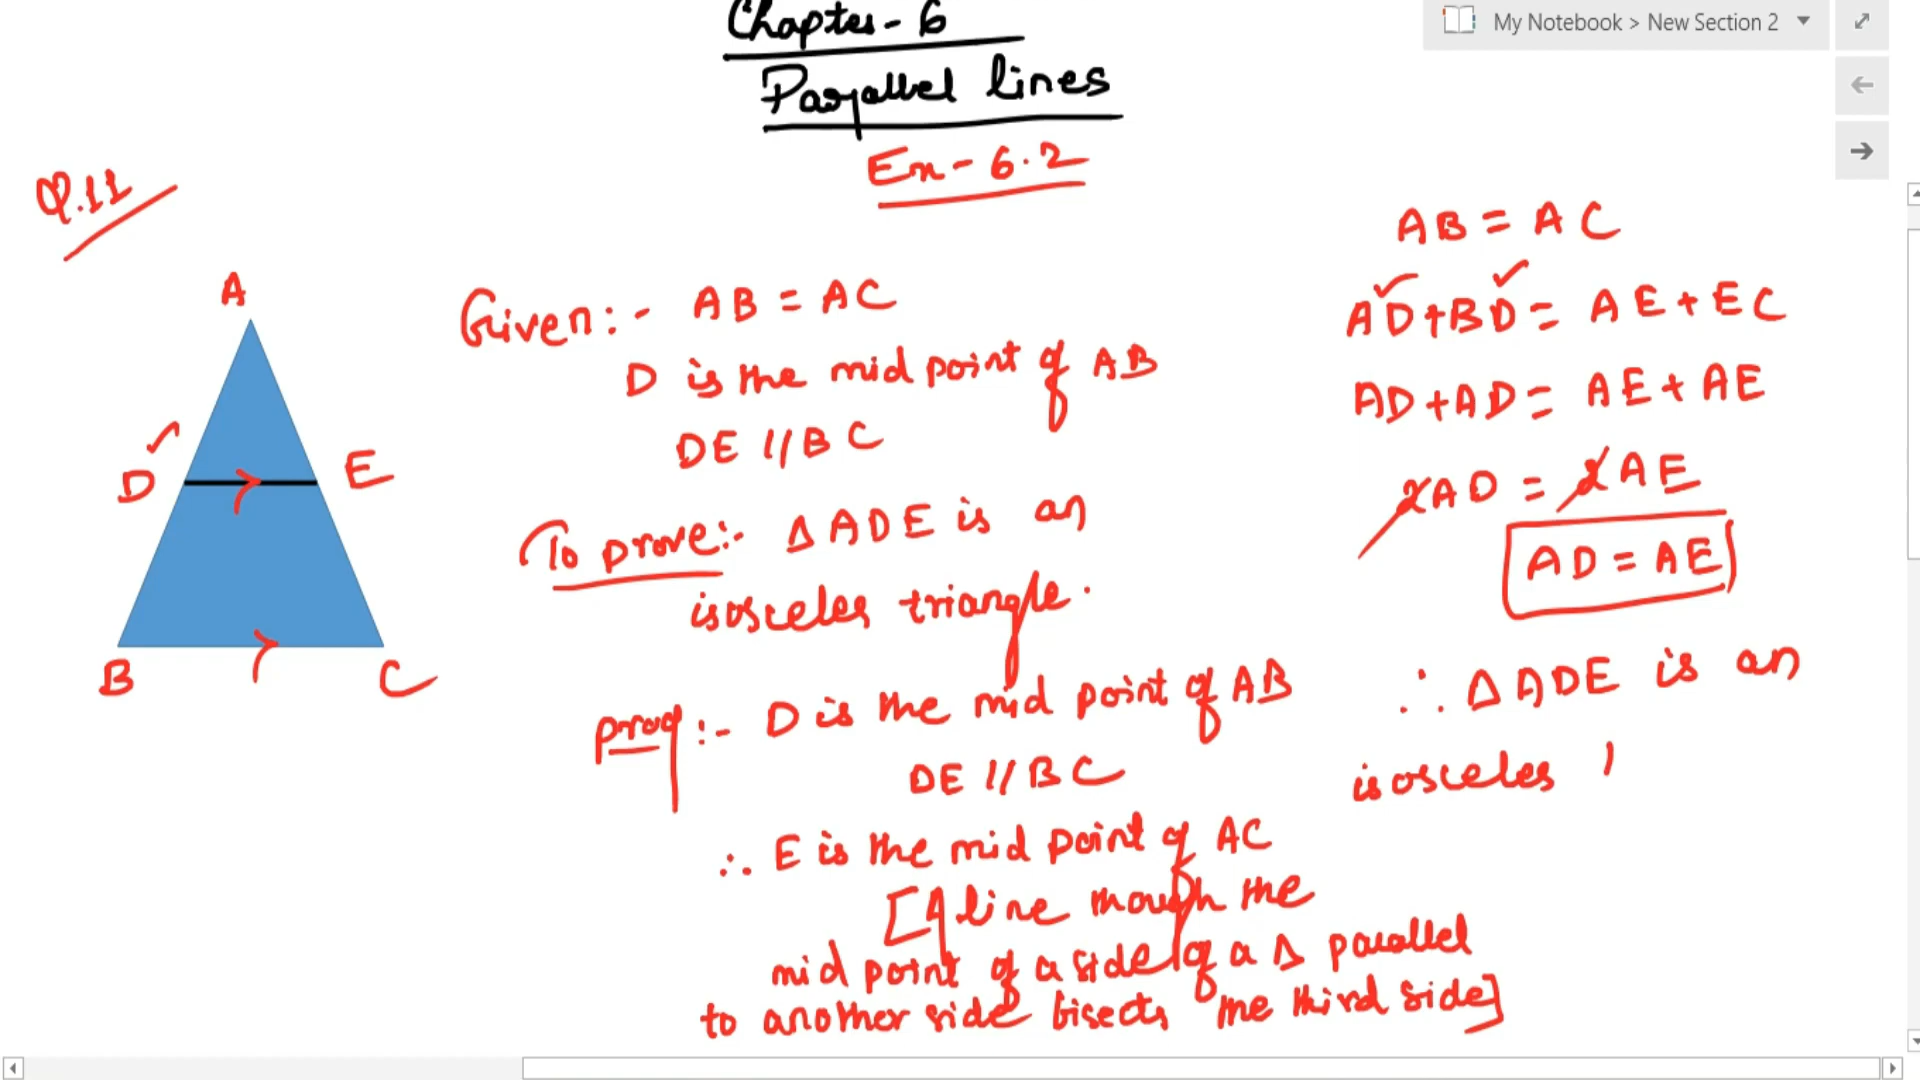 Chapter - 6
Parallel lines
Ex - 6.2
My Notebook > New Section 2
Q.11
A
D
E
B
C
Given:- AB = AC
D is the mid point of AB
DE // BC
To prove:- Δ ADE is an
isosceles triangle.
proof :- D is the mid point of AB
DE // BC
∴ E is the mid point of AC
[A line though the
mid point of a side of a Δ parallel
to another side bisects the third side]
AB = AC
AD+BD = AE+EC
AD+AD = AE+AE
2AD = 2AE
AD = AE
∴ Δ ADE is an
isosceles